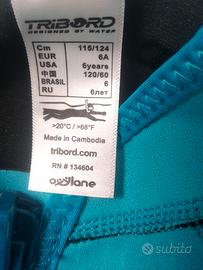 TRIBORD
DESIGNED BY WATER
Cm 115/124
EUR 6A
USA 6years
中国 120/60
BRASIL 6
RU 6лет
>20°C / >68°F
Made in Cambodia
tribord.com
RN # 134604
oxylane
subito